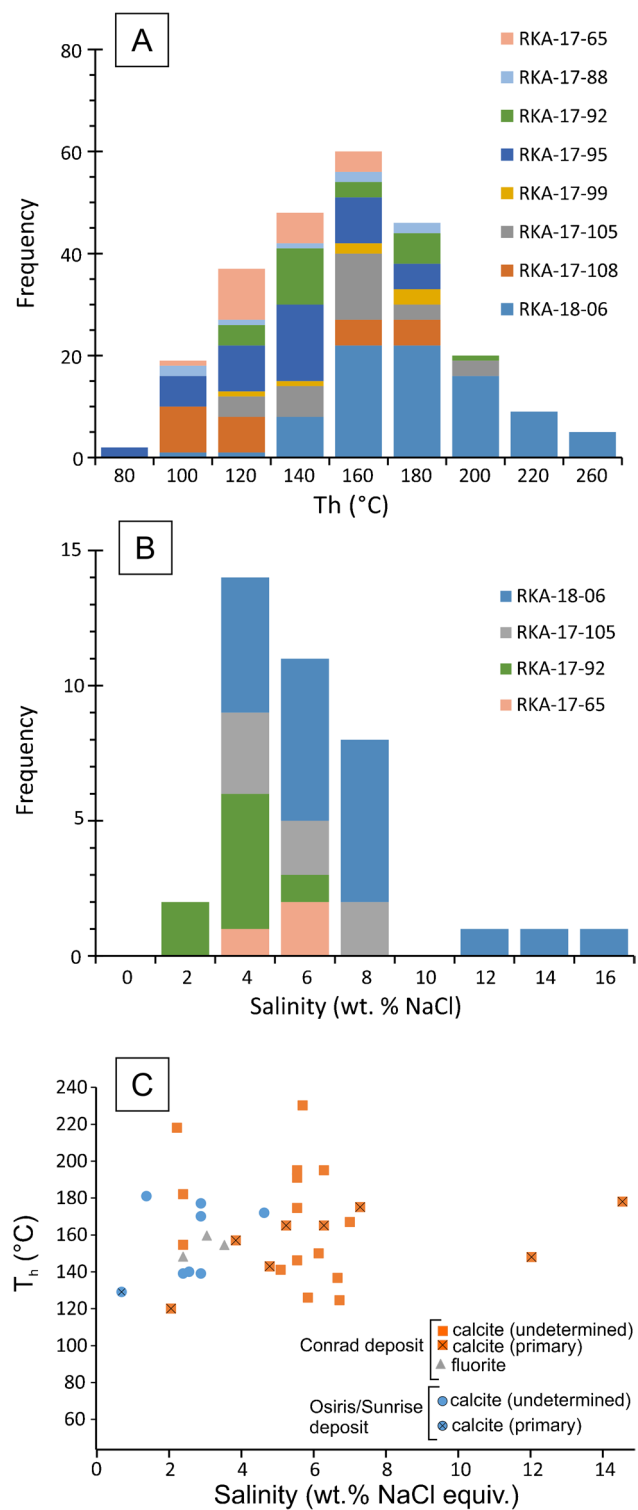 A
RKA-17-65
RKA-17-88
RKA-17-92
RKA-17-95
RKA-17-99
RKA-17-105
RKA-17-108
RKA-18-06
80
60
40
20
0
Frequency
80 100 120 140 160 180 200 220 260
Th (°C)
B
RKA-18-06
RKA-17-105
RKA-17-92
RKA-17-65
15
10
5
0
Frequency
0 2 4 6 8 10 12 14 16
Salinity (wt. % NaCl)
C
240
220
200
180
160
140
120
100
80
60
Th (°C)
Conrad deposit
calcite (undetermined)
calcite (primary)
fluorite
Osiris/Sunrise
deposit
calcite (undetermined)
calcite (primary)
0 2 4 6 8 10 12 14
Salinity (wt.% NaCl equiv.)